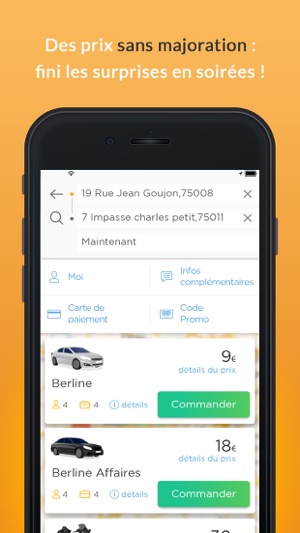 Des prix sans majoration :
fini les surprises en soirées !
19 Rue Jean Goujon,75008
7 Impasse charles petit,75011
Maintenant
Moi
Infos
complémentaires
Carte de
paiement
Code
Promo
9€
détails du prix
Berline
4 4 détails
Commander
18€
détails du prix
Berline Affaires
4 4 détails
Commander